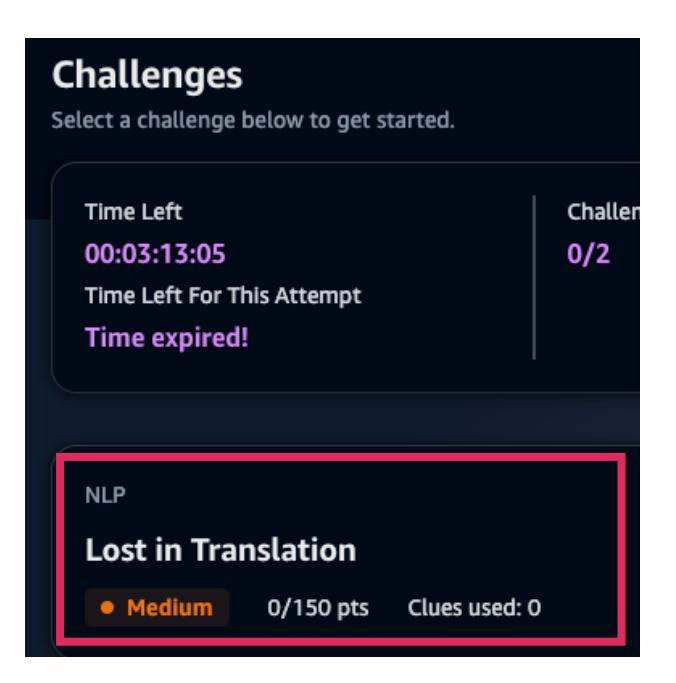 Challenges
Select a challenge below to get started.
Time Left
00:03:13:05
Time Left For This Attempt
Time expired!
0/2
NLP
Lost in Translation
Medium 0/150 pts Clues used: 0